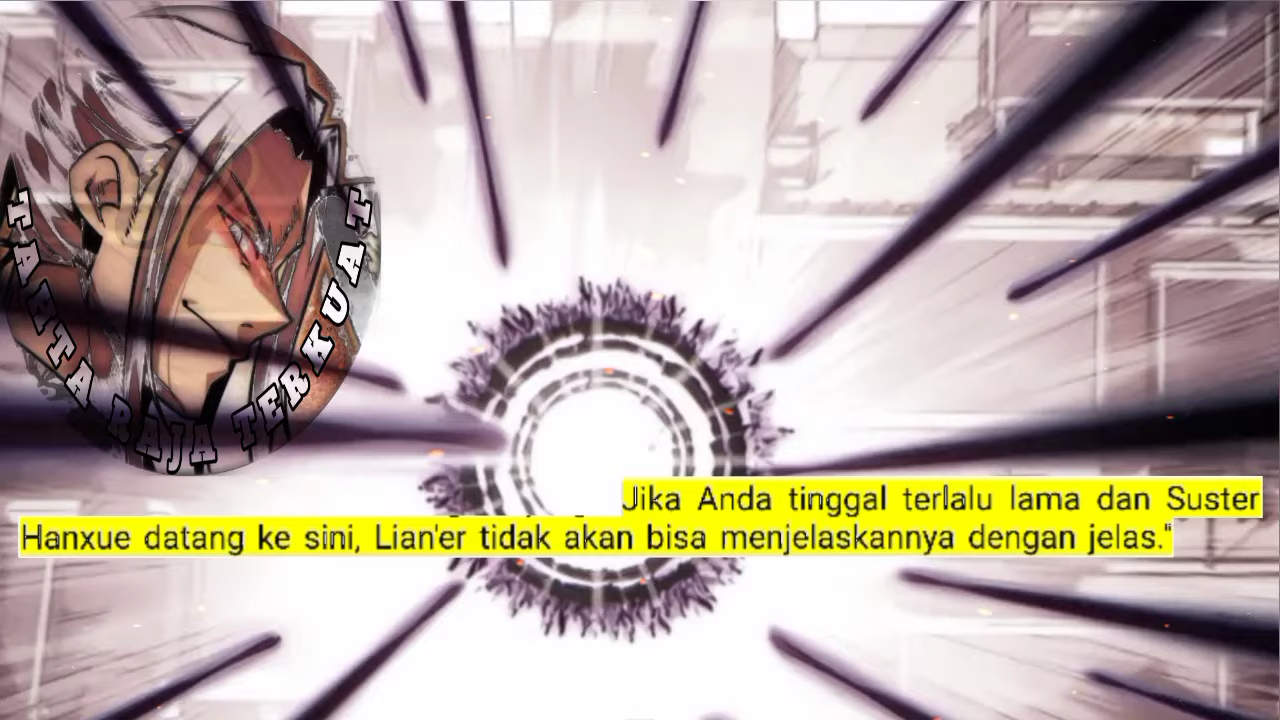 TAHTA RAJA TERKUAT
Jika Anda tinggal terlalu lama dan Suster
Hanxue datang ke sini, Lian'er tidak akan bisa menjelaskannya dengan jelas."